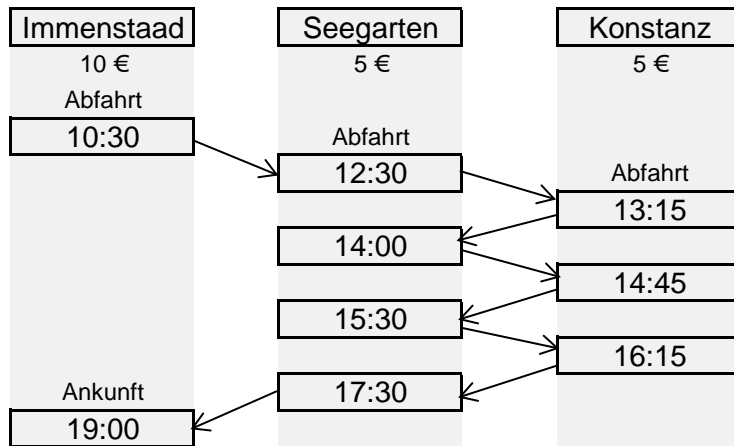 Immenstaad Seegarten Konstanz
10 € 5 € 5 €
Abfahrt
10:30 Abfahrt
12:30 Abfahrt
13:15
14:00
14:45
15:30
16:15
Ankunft 17:30
19:00